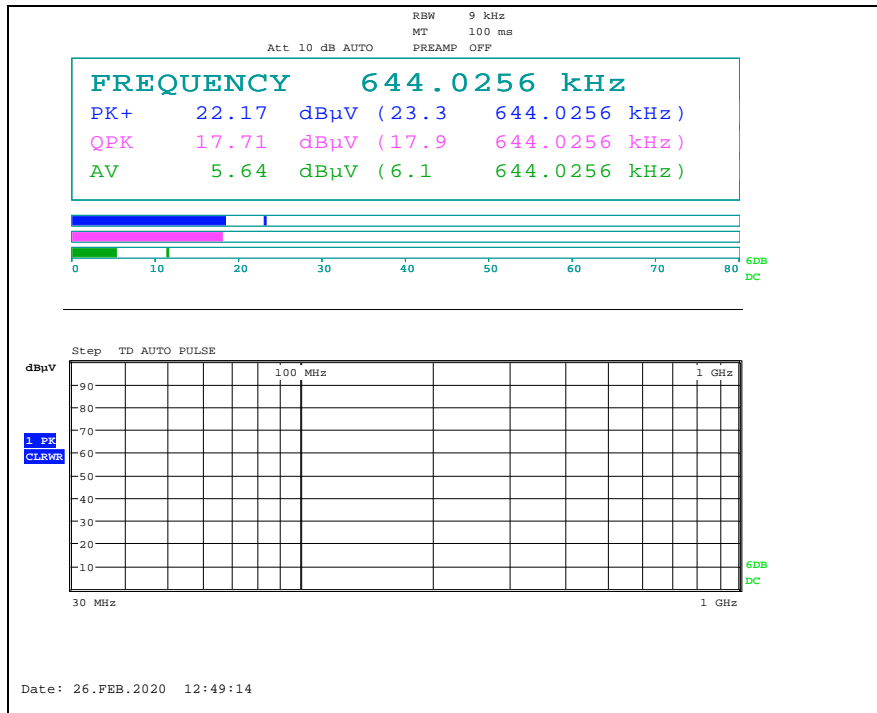 RBW 9 kHz
MT 100 ms
Att 10 dB AUTO PREAMP OFF
FREQUENCY 644.0256 kHz
PK+ 22.17 dBµV (23.3 644.0256 kHz)
QPK 17.71 dBµV (17.9 644.0256 kHz)
AV 5.64 dBµV (6.1 644.0256 kHz)
0 10 20 30 40 50 60 70 80
6DB
DC
Step TD AUTO PULSE
dBµV
100 MHz 1 GHz
90
80
70
1 PK
CLRWR
60
50
40
30
20
10
6DB
DC
30 MHz 1 GHz
Date: 26.FEB.2020 12:49:14